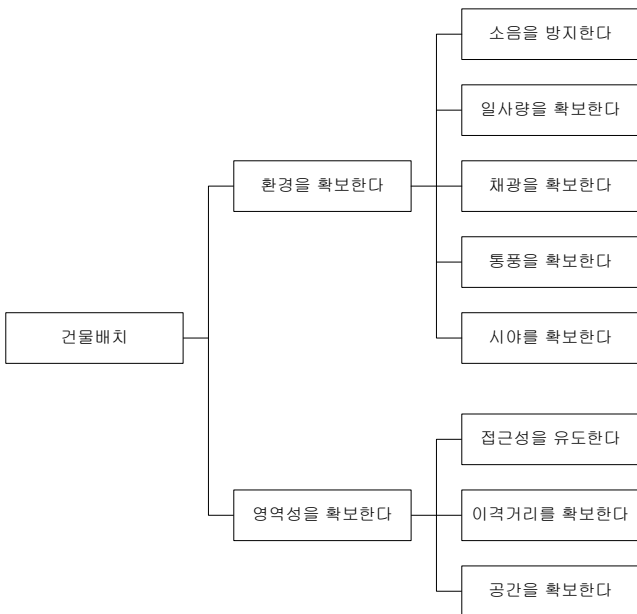 소음을 방지한다
일사량을 확보한다
환경을 확보한다
채광을 확보한다
통풍을 확보한다
건물배치
시야를 확보한다
접근성을 유도한다
영역성을 확보한다
이격거리를 확보한다
공간을 확보한다